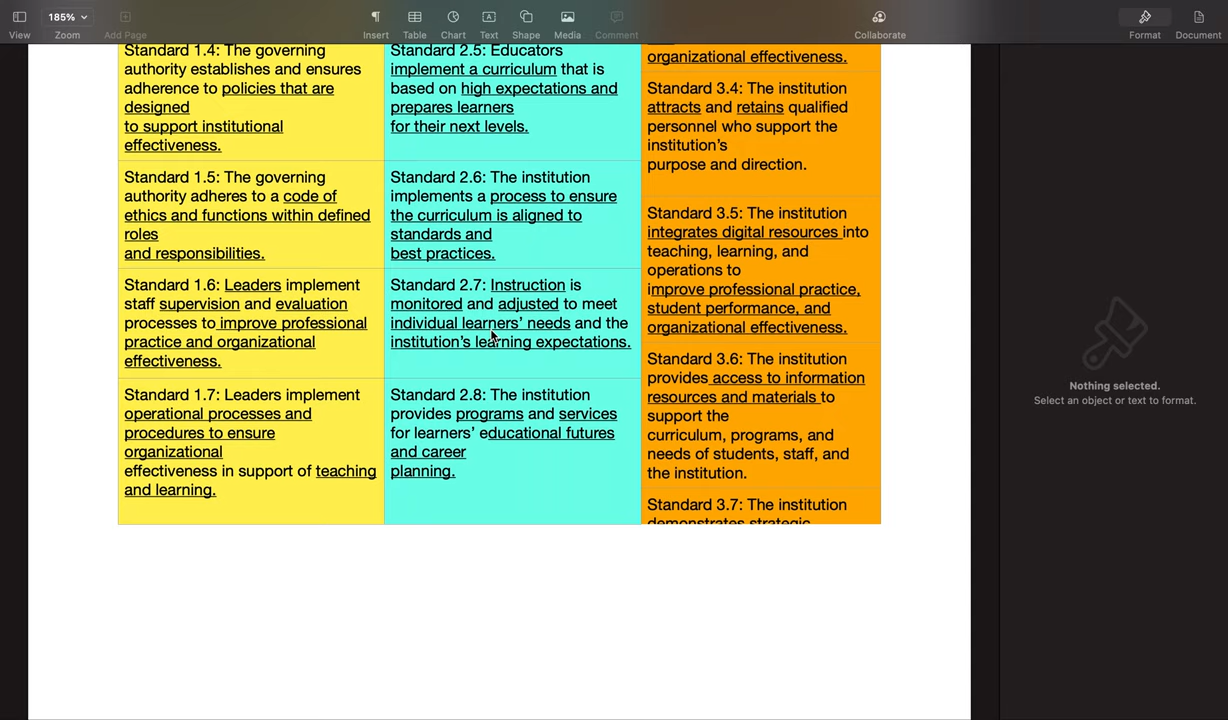 185%
View
Zoom
Add Page
Insert
Table
Chart
Text
Shape
Media
Comment
Collaborate
Format
Document
Standard 1.4: The governing
authority establishes and ensures
adherence to policies that are
designed
to support institutional
effectiveness.
Standard 1.5: The governing
authority adheres to a code of
ethics and functions within defined
roles
and responsibilities.
Standard 1.6: Leaders implement
staff supervision and evaluation
processes to improve professional
practice and organizational
effectiveness.
Standard 1.7: Leaders implement
operational processes and
procedures to ensure
organizational
effectiveness in support of teaching
and learning.
Standard 2.5: Educators
implement a curriculum that is
based on high expectations and
prepares learners
for their next levels.
Standard 2.6: The institution
implements a process to ensure
the curriculum is aligned to
standards and
best practices.
Standard 2.7: Instruction is
monitored and adjusted to meet
individual learners’ needs and the
institution’s learning expectations.
Standard 2.8: The institution
provides programs and services
for learners’ educational futures
and career
planning.
organizational effectiveness.
Standard 3.4: The institution
attracts and retains qualified
personnel who support the
institution’s
purpose and direction.
Standard 3.5: The institution
integrates digital resources into
teaching, learning, and
operations to
improve professional practice,
student performance, and
organizational effectiveness.
Standard 3.6: The institution
provides access to information
resources and materials to
support the
curriculum, programs, and
needs of students, staff, and
the institution.
Standard 3.7: The institution
demonstrates strategic
Nothing selected.
Select an object or text to format.